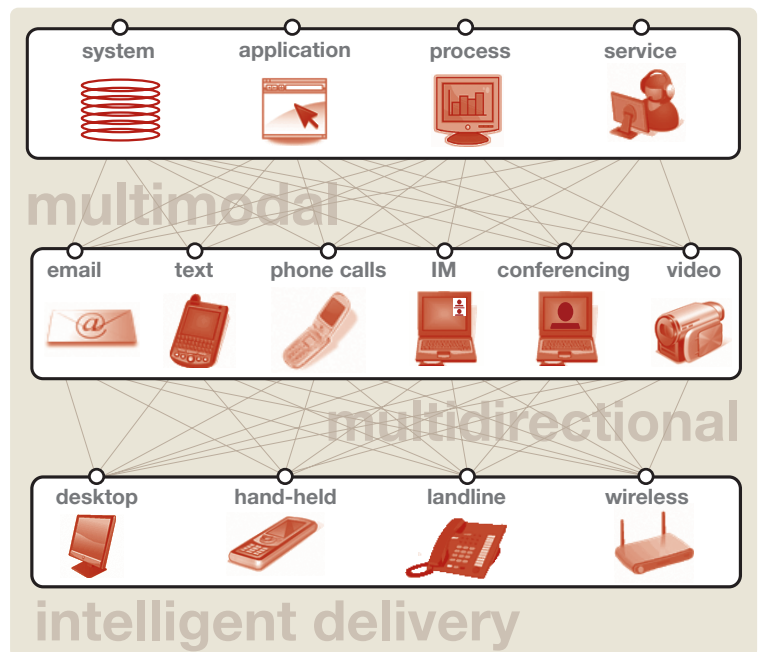 system application process service
multimodal
email text phone calls IM conferencing video
@
multidirectional
desktop hand-held landline wireless
intelligent delivery